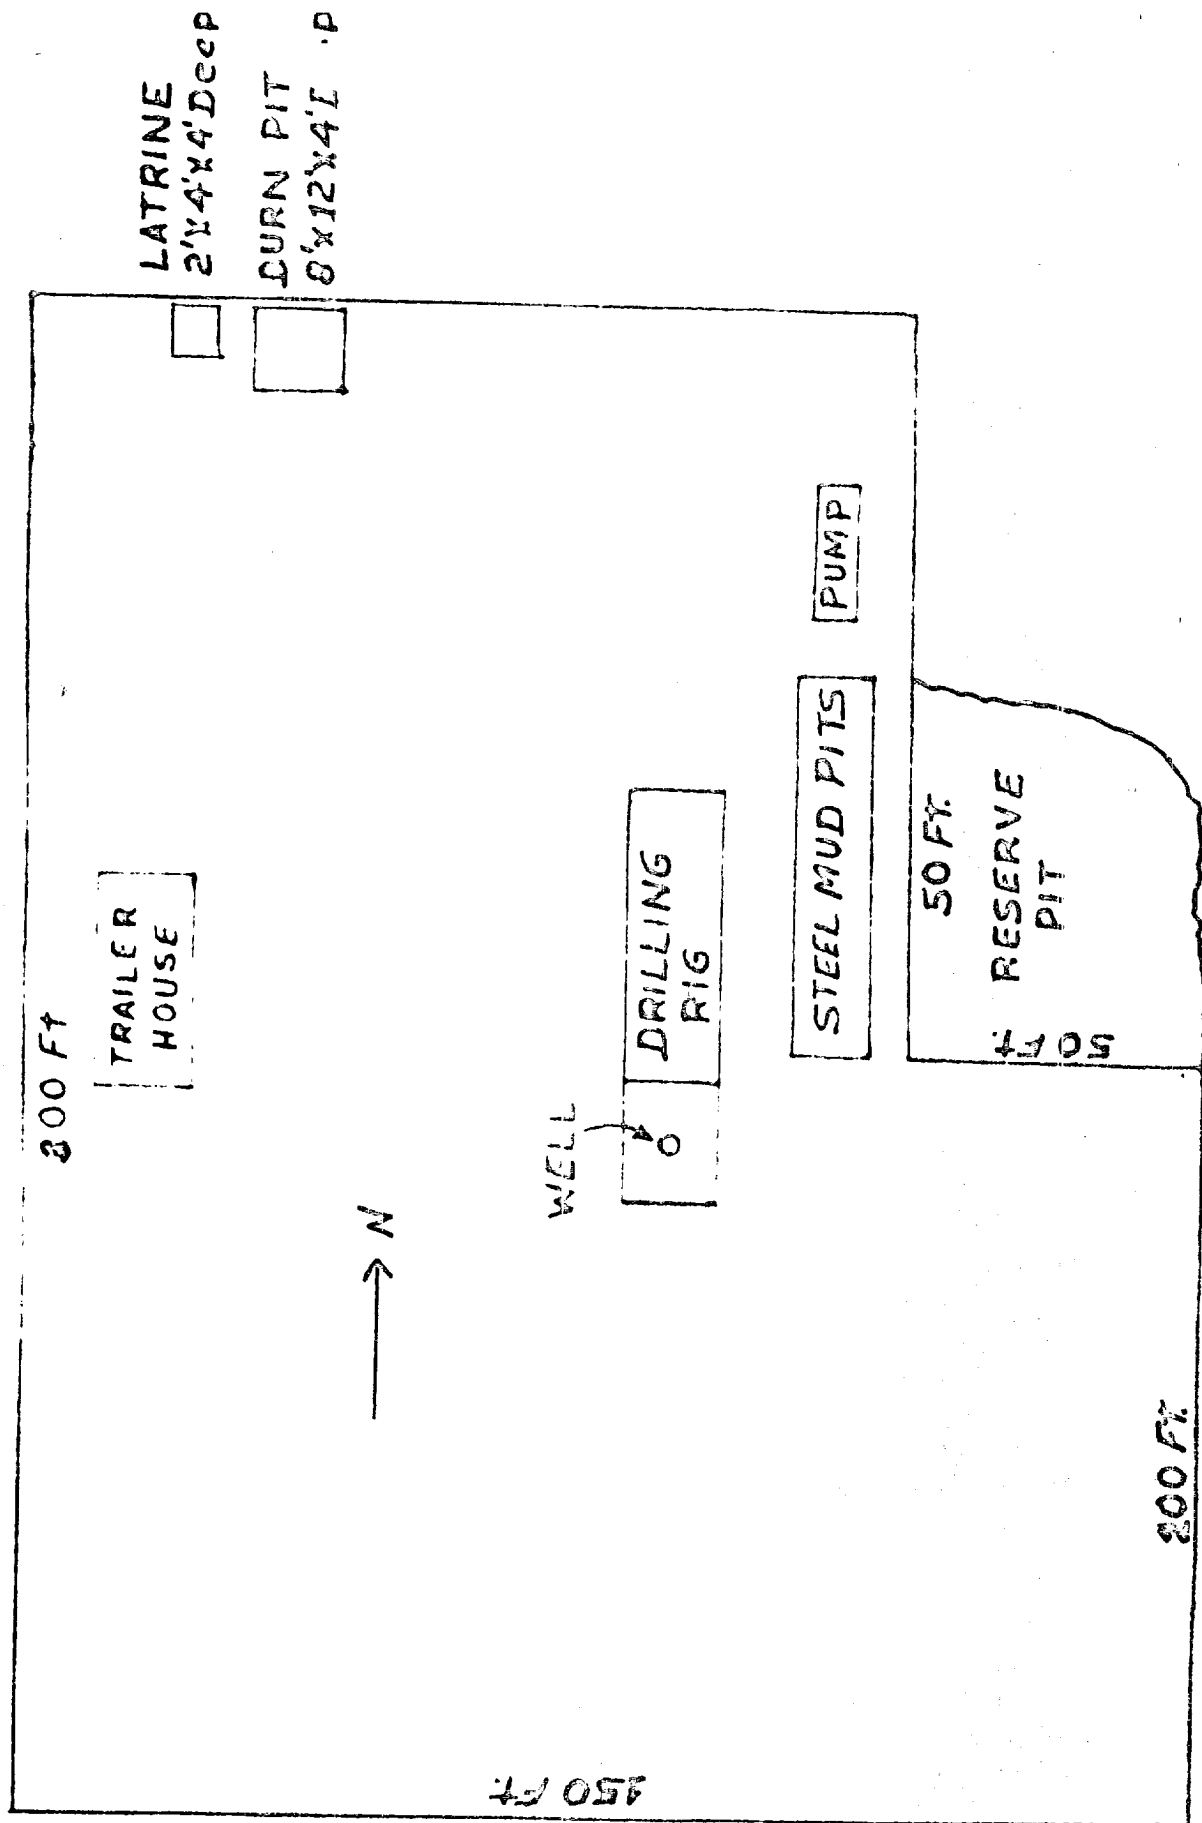 LATRINE
2'x4'x4' Deep
BURN PIT
8'x12'x4'
200 Ft
TRAILER
HOUSE
N
WELL
DRILLING
RIG
STEEL MUD PITS
PUMP
50 FT.
RESERVE
PIT
50 FT.
200 FT.
150 Ft.